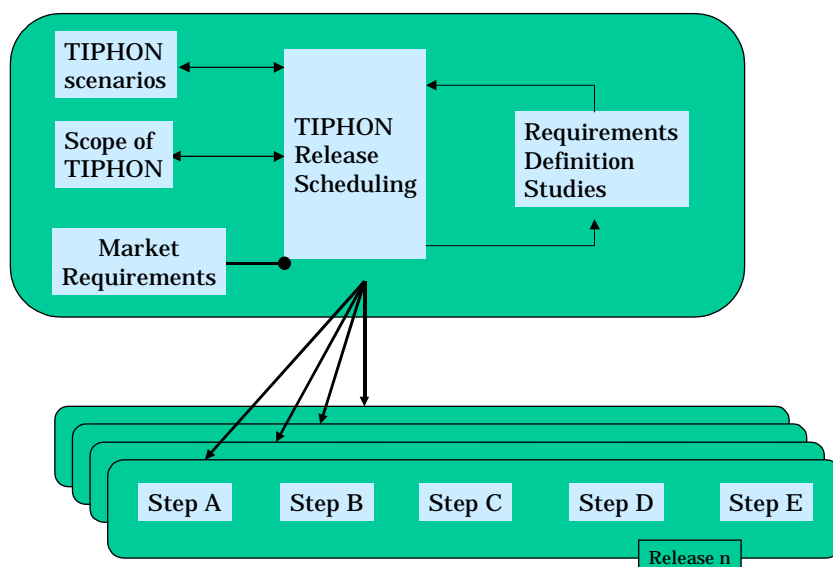 TIPHON
scenarios
Scope of
TIPHON
Market
Requirements
TIPHON
Release
Scheduling
Requirements
Definition
Studies
Step A
Step B
Step C
Step D
Step E
Release n